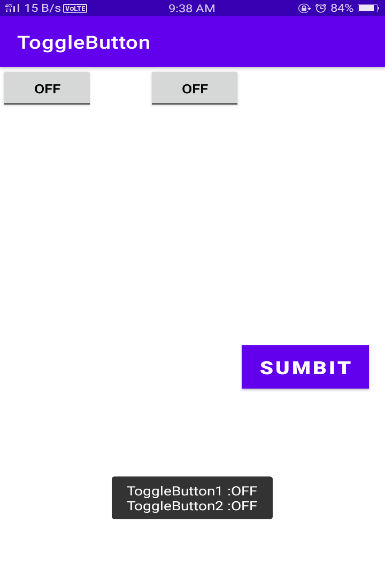 15 B/s VoLTE 9:38 AM 84%
ToggleButton
OFF OFF
SUMBIT
ToggleButton1 :OFF
ToggleButton2 :OFF